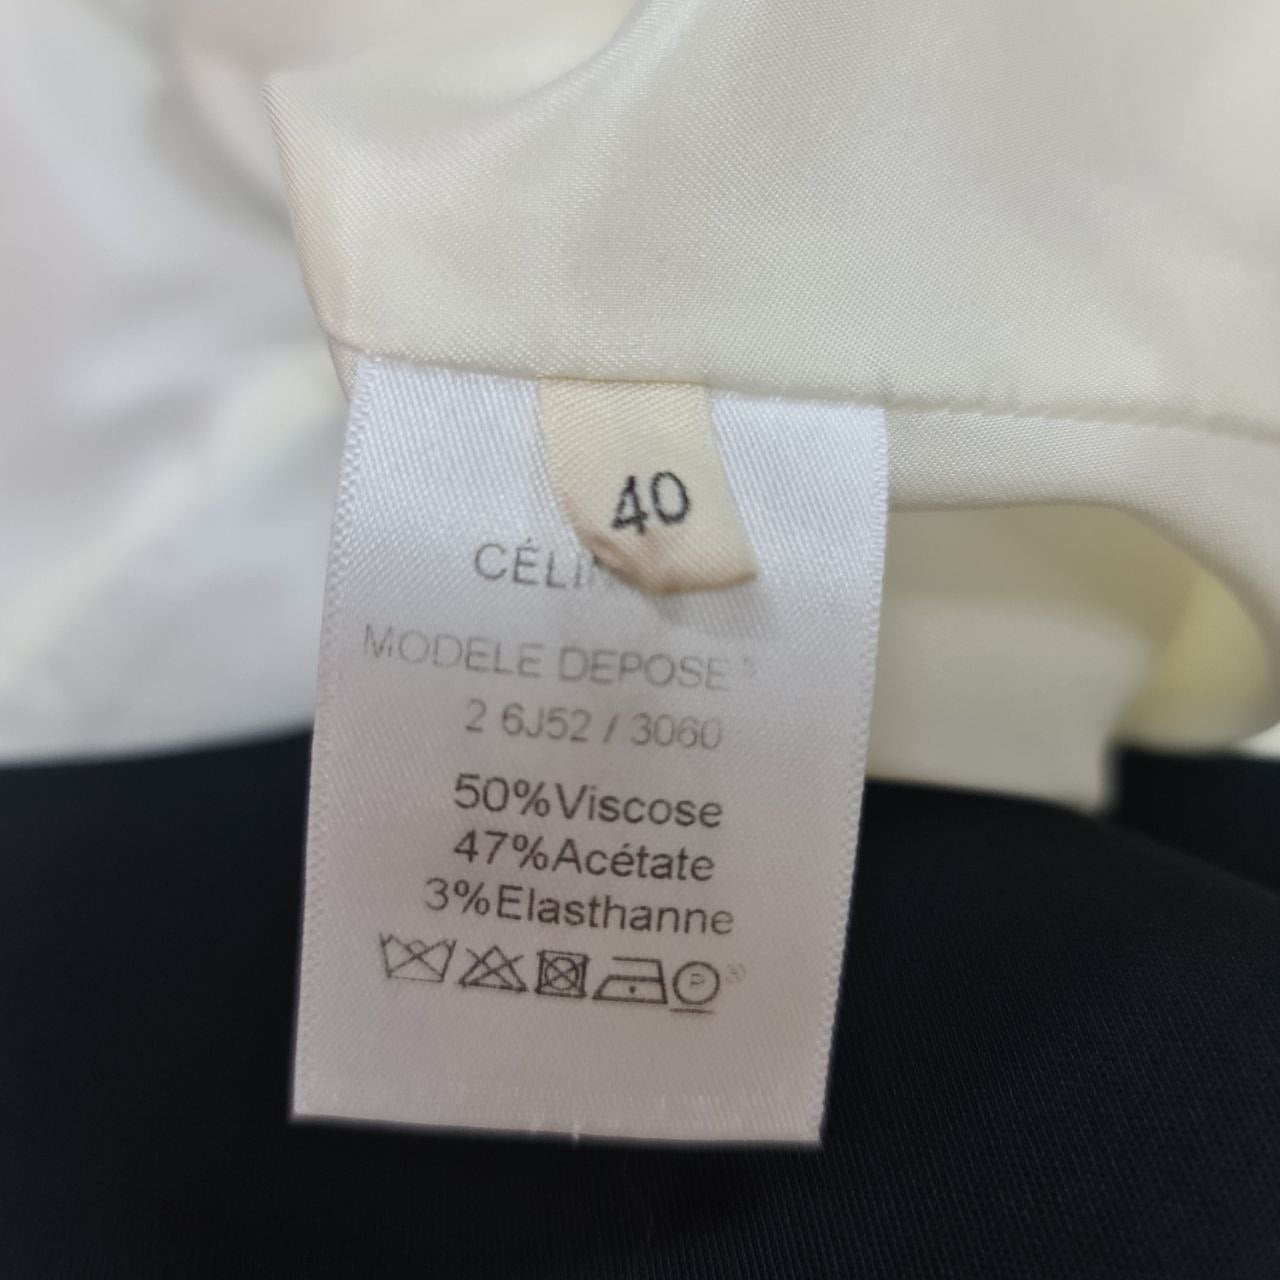 40
CÉLIN
MODELE DEPOSE
2 6J52 / 3060
50%Viscose
47%Acétate
3%Elasthanne
P